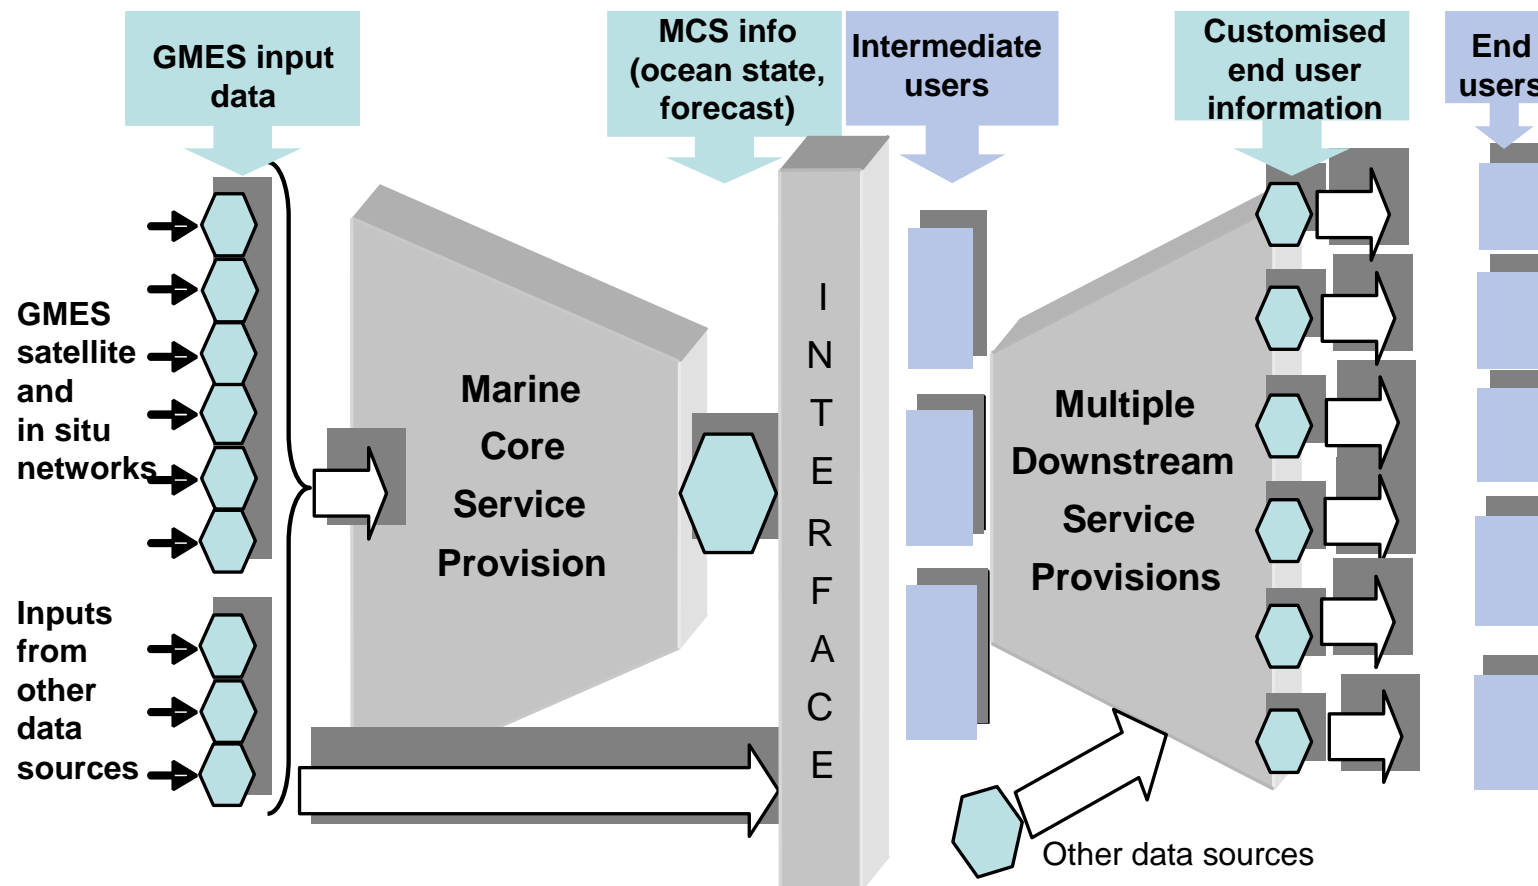 GMES input
data
MCS info
(ocean state,
forecast)
Intermediate
users
Customised
end user
information
End
users
GMES
satellite
and
in situ
networks
Inputs
from
other
data
sources
Marine
Core
Service
Provision
I
N
T
E
R
F
A
C
E
Multiple
Downstream
Service
Provisions
Other data sources